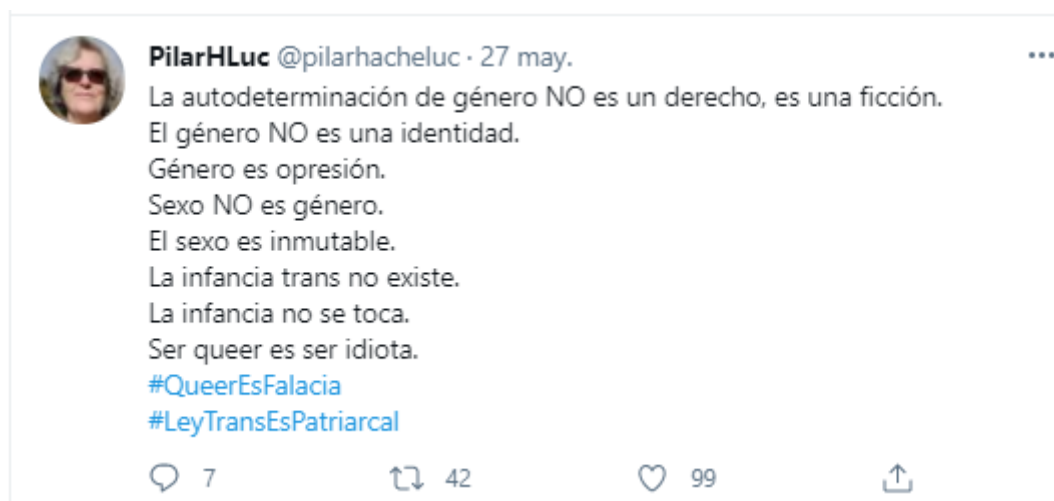 PilarHLuc @pilarhacheluc · 27 may.
La autodeterminación de género NO es un derecho, es una ficción.
El género NO es una identidad.
Género es opresión.
Sexo NO es género.
El sexo es inmutable.
La infancia trans no existe.
La infancia no se toca.
Ser queer es ser idiota.
#QueerEsFalacia
#LeyTransEsPatriarcal
7 42 99